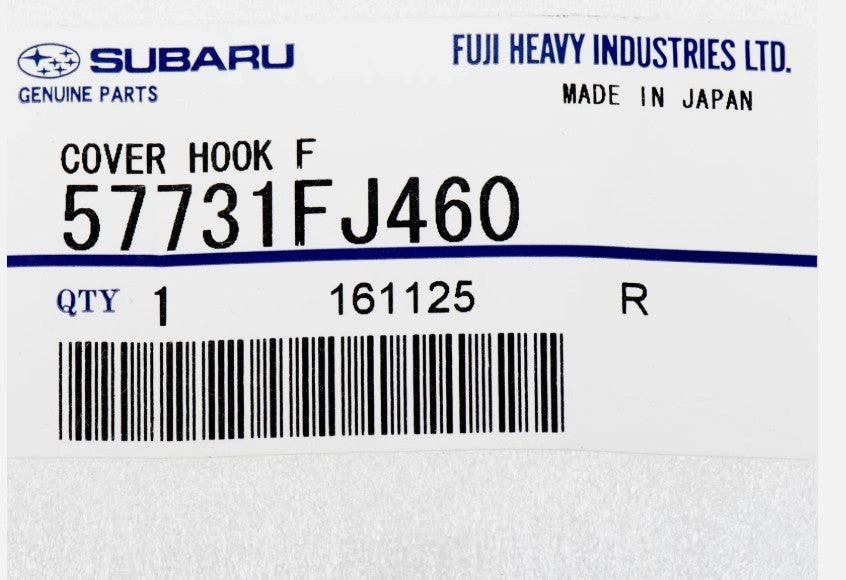 SUBARU FUJI HEAVY INDUSTRIES LTD.
GENUINE PARTS MADE IN JAPAN
COVER HOOK F
57731FJ460
QTY 1 161125 R